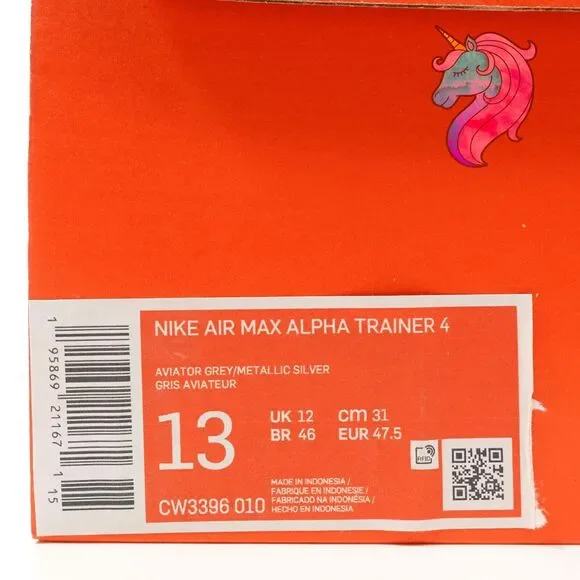 NIKE AIR MAX ALPHA TRAINER 4
AVIATOR GREY/METALLIC SILVER
GRIS AVIATEUR
13
UK 12 cm 31
BR 46 EUR 47.5
RFID
MADE IN INDONESIA/
FABRIQUE EN INDONESIE/
FABRICADO NA INDONÉSIA/
HECHO EN INDONESIA
CW3396 010
1 95869 21167 1 15